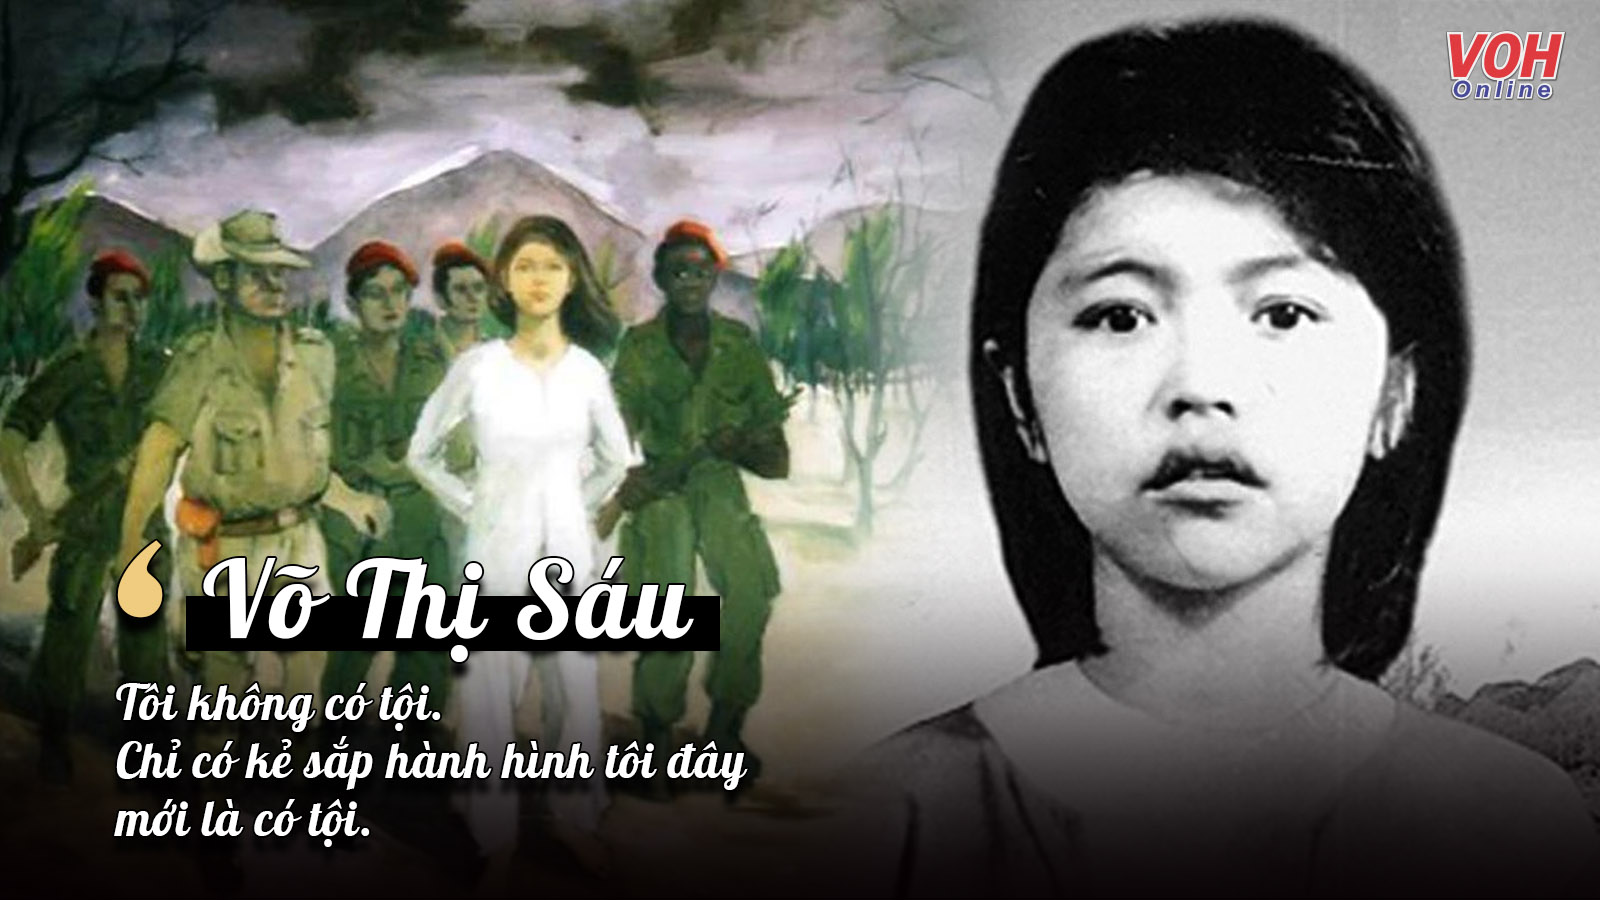 VOH
Online
Võ Thị Sáu
Tôi không có tội.
Chỉ có kẻ sắp hành hình tôi đây
mới là có tội.